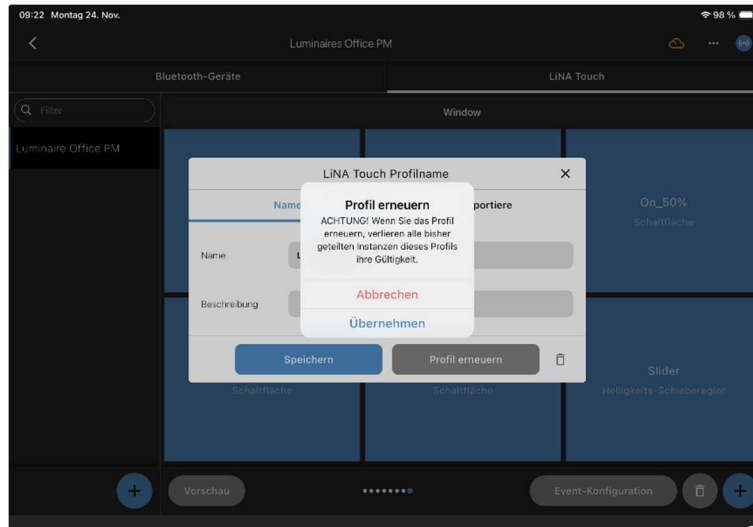 09:22 Montag 24. Nov.
98 %
Luminaires Office PM
Bluetooth-Geräte
LiNA Touch
Filter
Window
Luminaire Office PM
LiNA Touch Profilname
Name
portiere
Profil erneuern
ACHTUNG! Wenn Sie das Profil
erneuern, verlieren alle bisher
geteilten Instanzen dieses Profils
ihre Gültigkeit.
Abbrechen
Übernehmen
Name
L
Beschreibung
Speichern
Profil erneuern
On_50%
Schaltfläche
Schaltfläche
Schaltfläche
Slider
Helligkeits-Schieberegler
Vorschau
Event-Konfiguration